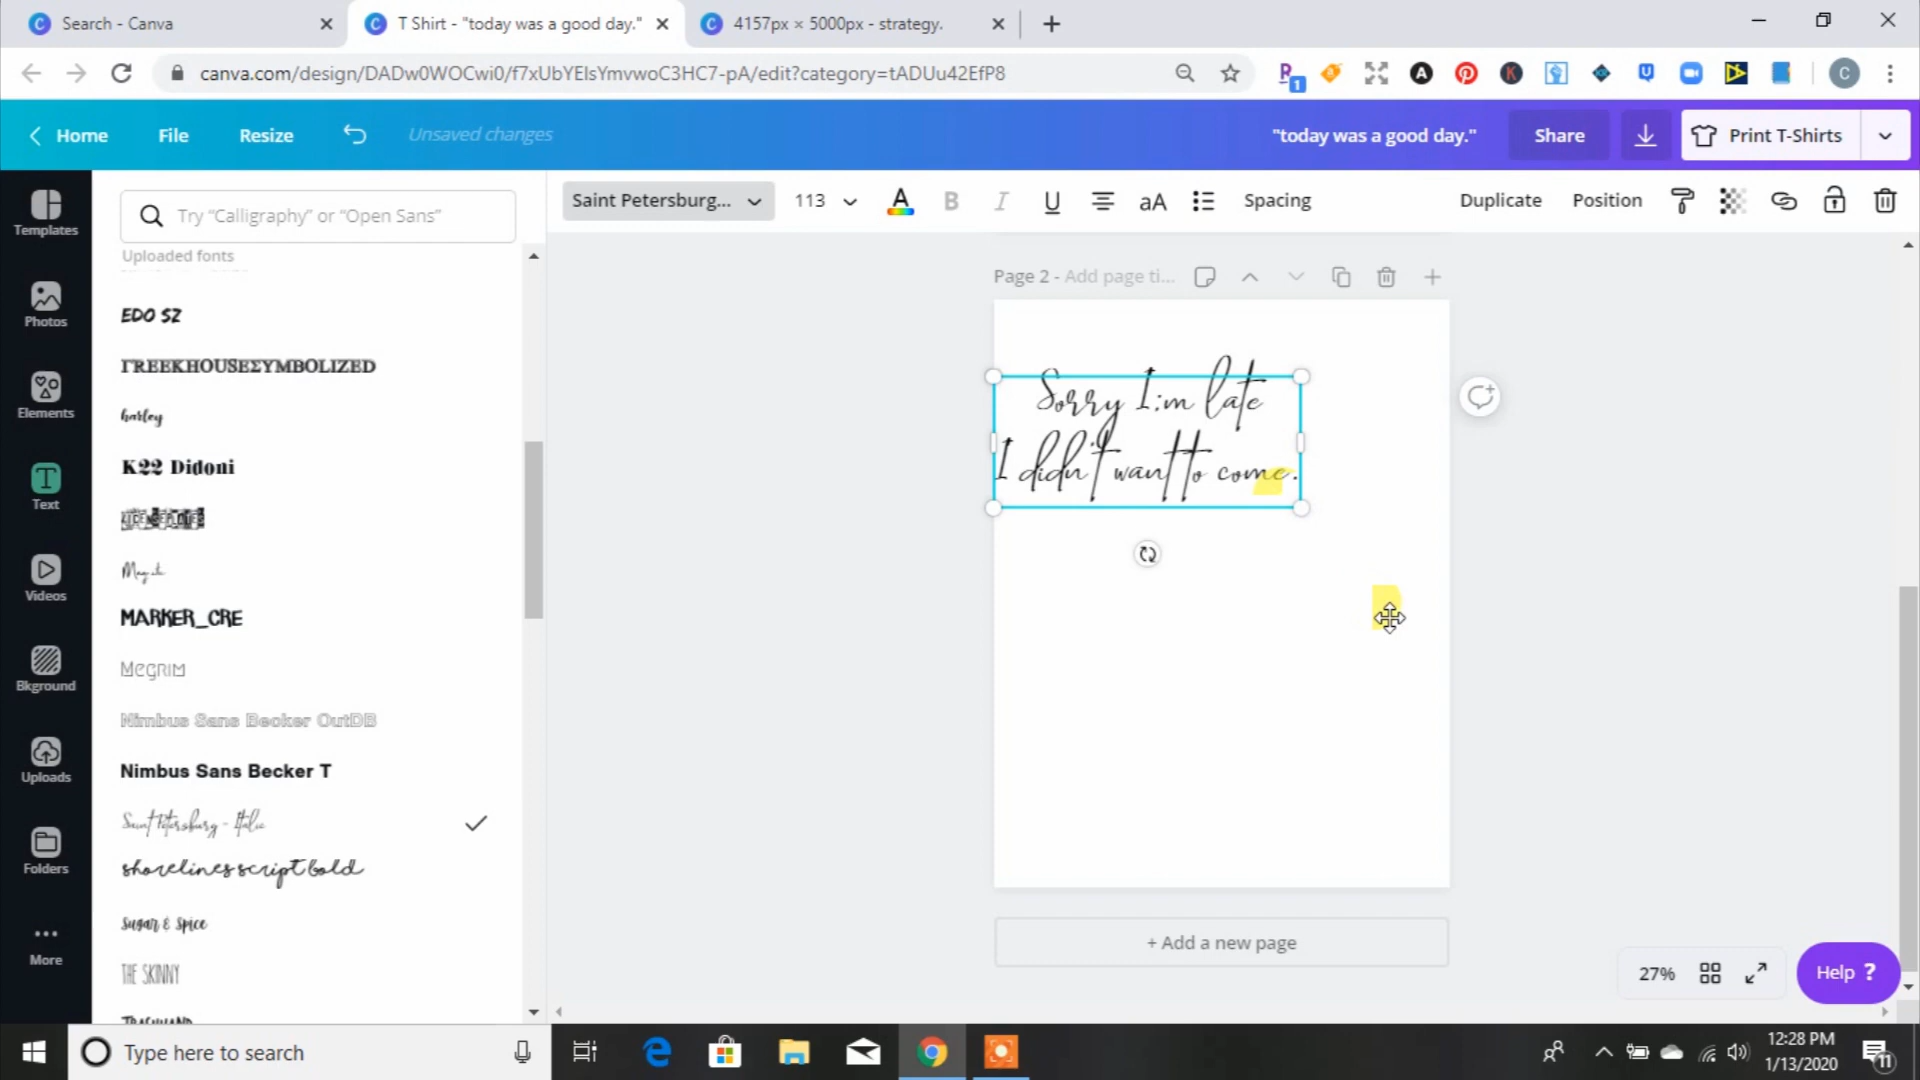 Search - Canva
T Shirt - "today was a good day."
4157px × 5000px - strategy.
canva.com/design/DADw0WOCwi0/f7xUbYEIsYmvwoC3HC7-pA/edit?category=tADUu42EfP8
1
C
Home
File
Resize
Unsaved changes
"today was a good day."
Share
Print T-Shirts
Templates
Photos
Elements
Text
Videos
Bkground
Uploads
Folders
More
Try "Calligraphy" or "Open Sans"
Uploaded fonts
EDO SZ
ΓREEKHOUSEΣYMBOLIZED
harley
K22 Didoni
MARKER_CRE
Megrim
Nimbus Sans Becker OutDB
Nimbus Sans Becker T
Saint Petersburg - Italic
shorelines script bold
Sugar & Spice
THE SKINNY
Saint Petersburg...
113
A
B
I
U
aA
Spacing
Duplicate
Position
Page 2 - Add page ti...
Sorry I;m late
I didn't want to come.
+ Add a new page
27%
Help ?
Type here to search
12:28 PM
1/13/2020
11